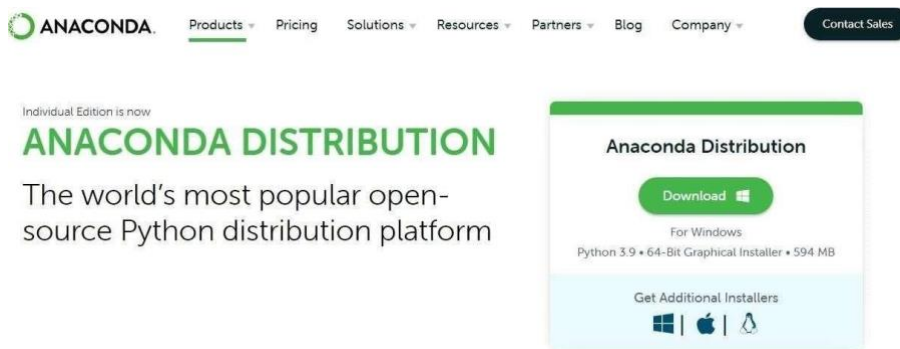 ANACONDA. Products Pricing Solutions Resources Partners Blog Company Contact Sales
Individual Edition is now
ANACONDA DISTRIBUTION
The world's most popular open-
source Python distribution platform
Anaconda Distribution
Download
For Windows
Python 3.9 • 64-Bit Graphical Installer • 594 MB
Get Additional Installers